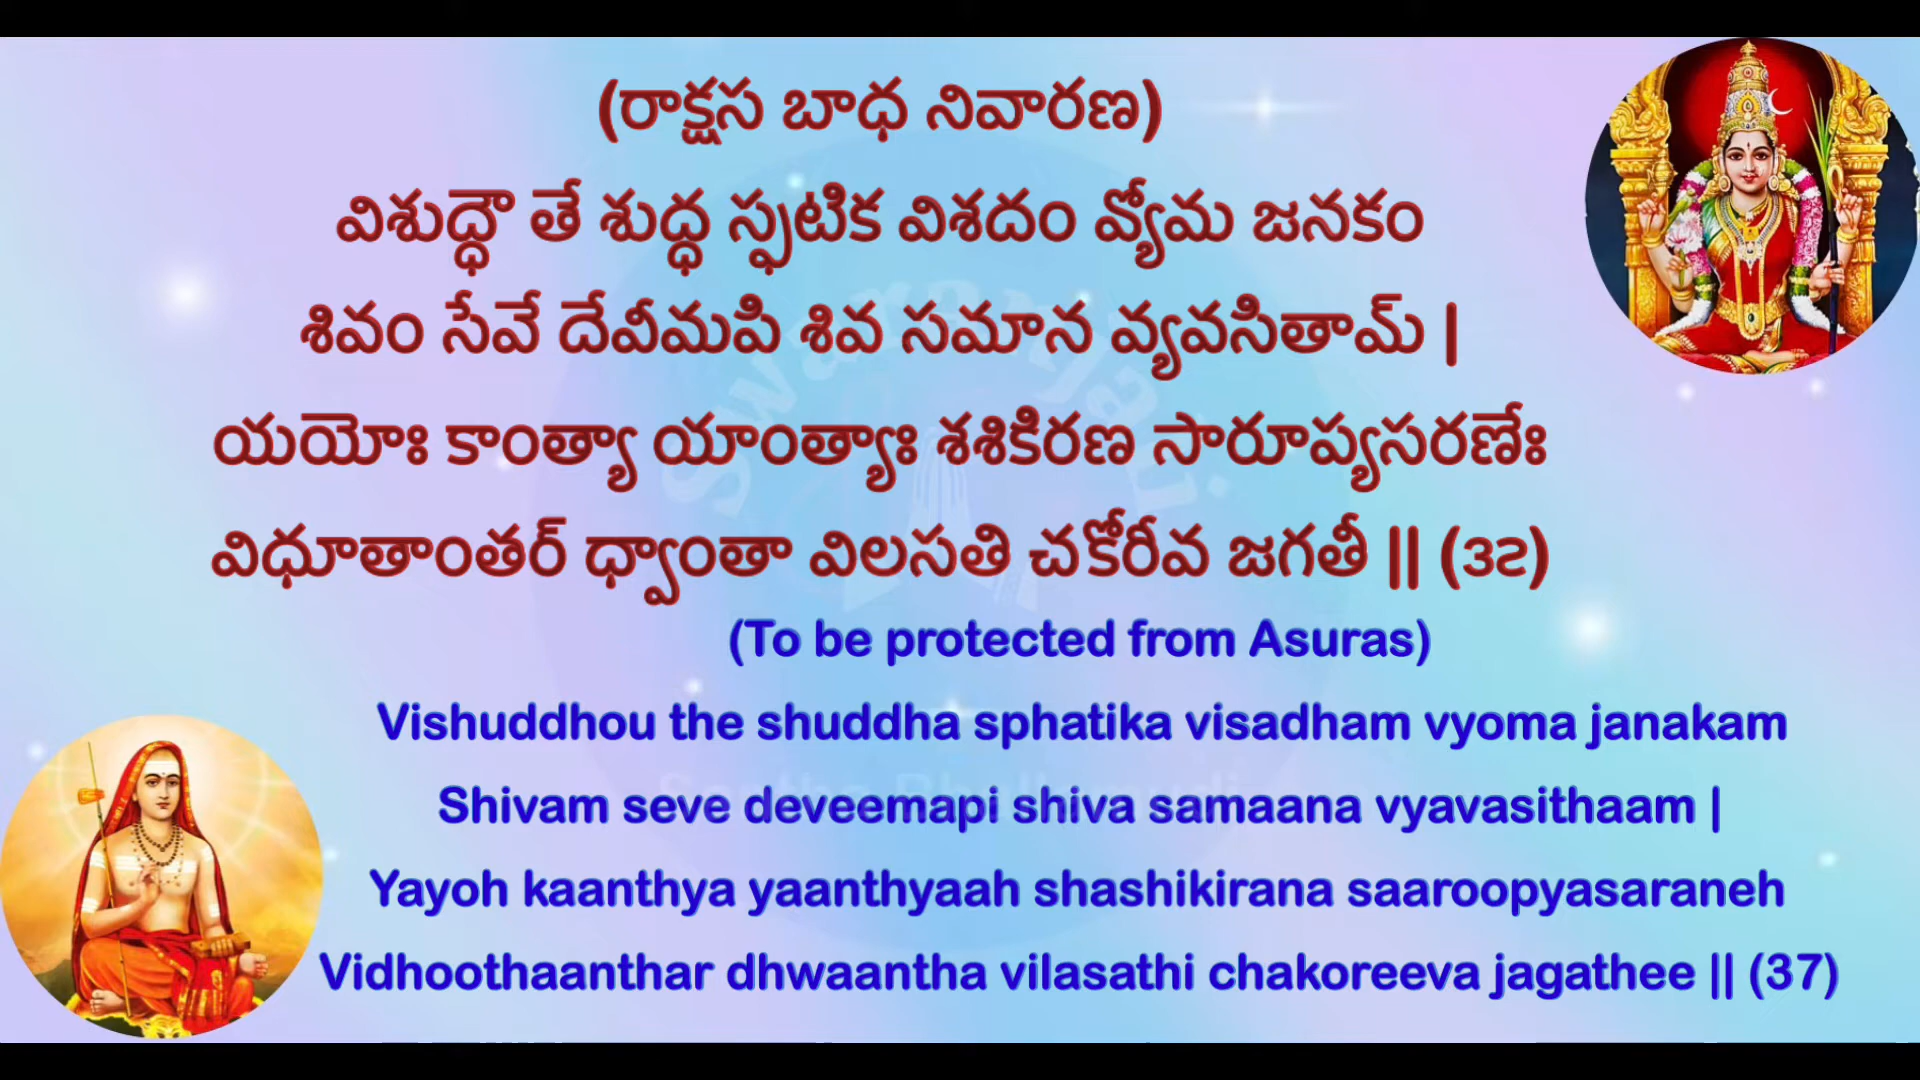 (రాక్షస బాధ నివారణ)
విశుద్ధౌ తే శుద్ధ స్ఫటిక విశదం వ్యోమ జనకం
శివం సేవే దేవీమపి శివ సమాన వ్యవసితామ్ |
యయోః కాంత్యా యాంత్యాః శశికిరణ సారూప్యసరణేః
విధూతాంతర్ ధ్వాంతా విలసతి చకోరీవ జగతీ || (౩౭)
(To be protected from Asuras)
Vishuddhou the shuddha sphatika visadham vyoma janakam
Shivam seve deveemapi shiva samaana vyavasithaam |
Yayoh kaanthya yaanthyaah shashikirana saaroopyasaraneh
Vidhoothaanthar dhwaantha vilasathi chakoreeva jagathee || (37)